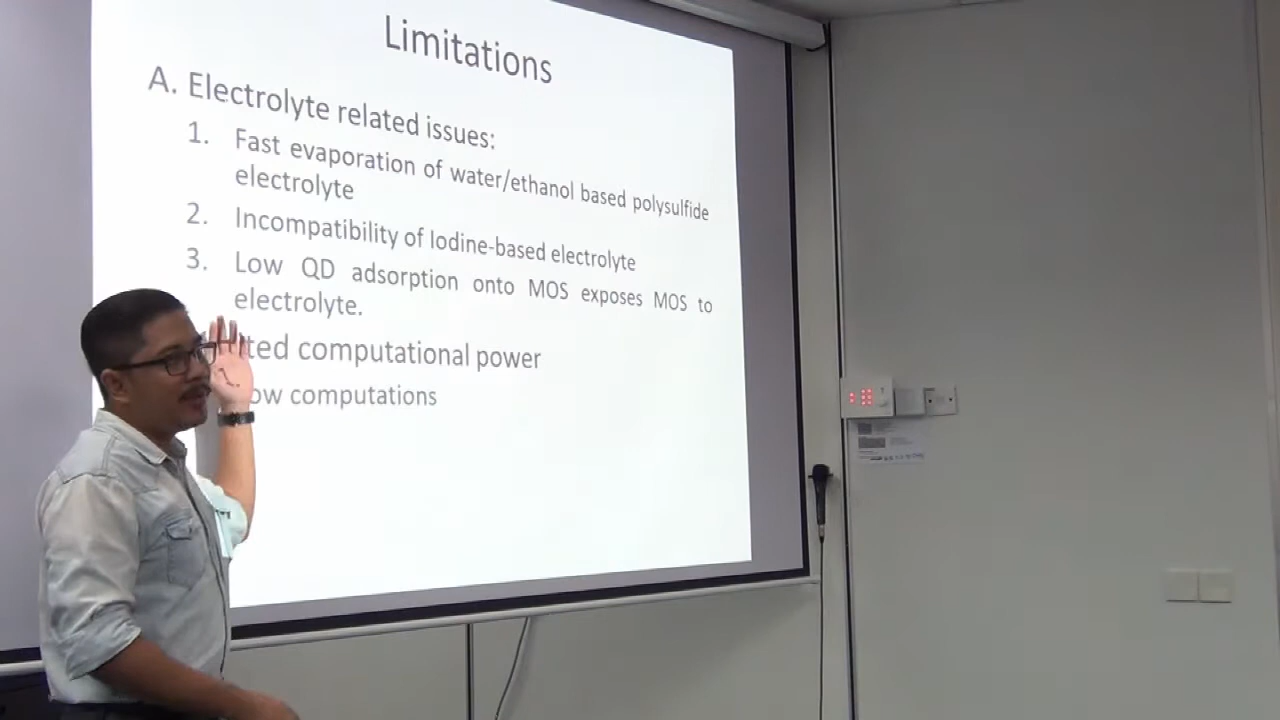 Limitations
A. Electrolyte related issues:
1. Fast evaporation of water/ethanol based polysulfide
electrolyte
2. Incompatibility of Iodine-based electrolyte
3. Low QD adsorption onto MOS exposes MOS to
electrolyte.
computational power
computations